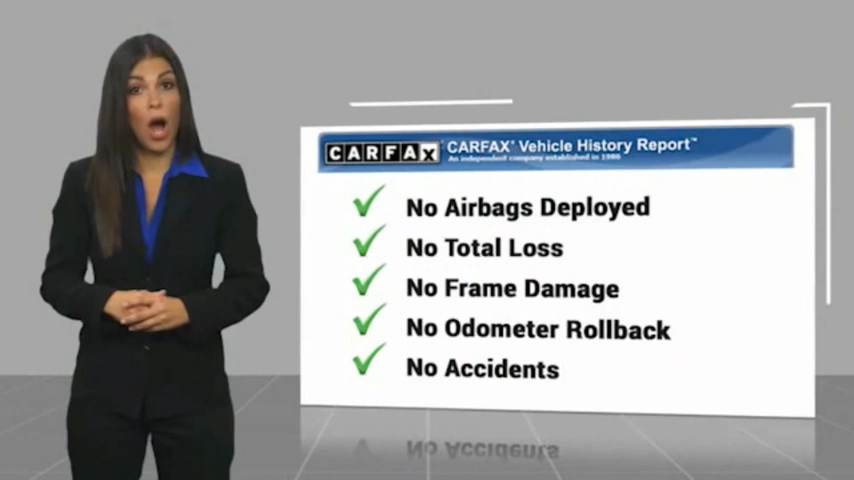 CARFAX CARFAX® Vehicle History Report™
An independent company established in 1986
No Airbags Deployed
No Total Loss
No Frame Damage
No Odometer Rollback
No Accidents
No Accidents